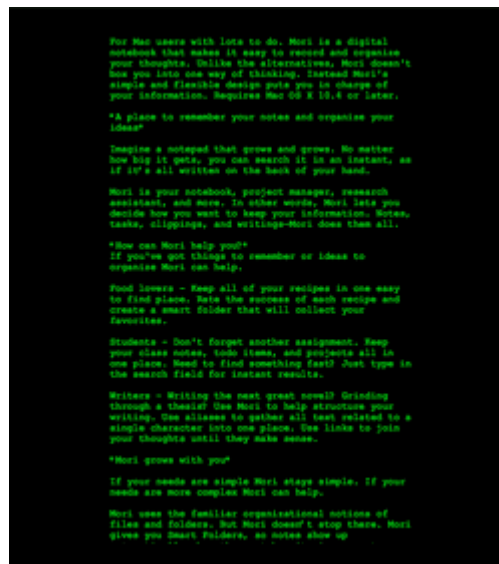 For Mac users with lots to do. Mori is a digital
notebook that makes it easy to record and organize
your thoughts. Unlike the alternatives, Mori doesn't
box you into one way of thinking. Instead Mori's
simple and flexible design puts you in charge of
your information. Requires Mac OS X 10.4 or later.
*A place to remember your notes and organize your
ideas*
Imagine a notepad that grows and grows. No matter
how big it gets, you can search it in an instant, as
if it's all written on the back of your hand.
Mori is your notebook, project manager, research
assistant, and more. In other words, Mori lets you
decide how you want to keep your information. Notes,
tasks, clippings, and writings—Mori does them all.
*How can Mori help you?*
If you've got things to remember or ideas to
organize Mori can help.
Food lovers - Keep all of your recipes in one easy
to find place. Rate the success of each recipe and
create a smart folder that will collect your
favorites.
Students - Don't forget another assignment. Keep
your class notes, todo items, and projects all in
one place. Need to find something fast? Just type in
the search field for instant results.
Writers - Writing the next great novel? Grinding
through a thesis? Use Mori to help structure your
writing. Use aliases to gather all text related to a
single character into one place. Use links to join
your thoughts until they make sense.
*Mori grows with you*
If your needs are simple Mori stays simple. If your
needs are more complex Mori can help.
Mori uses the familiar organizational notions of
files and folders. But Mori doesn't stop there. Mori
gives you Smart Folders, so notes show up